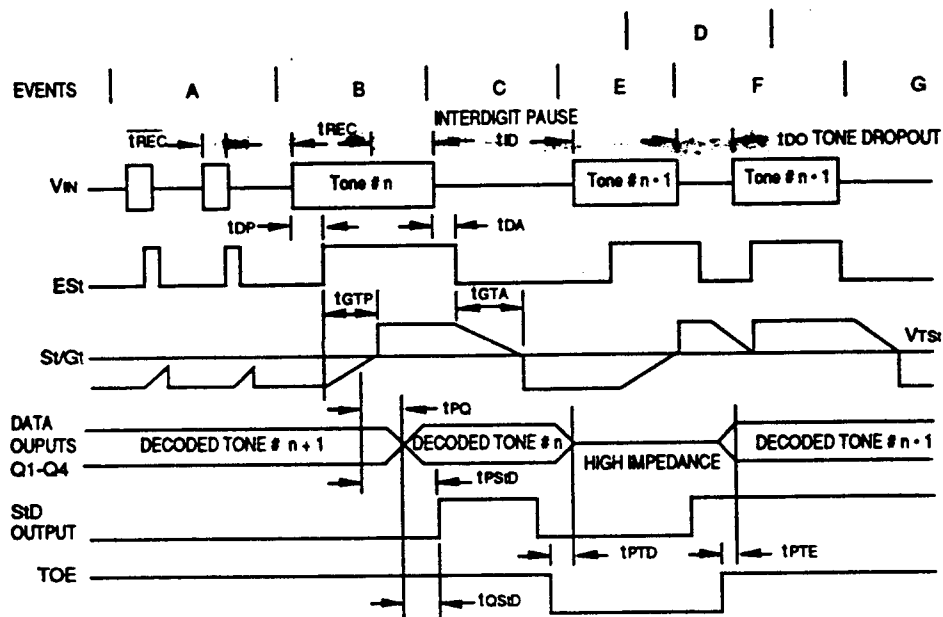 D
EVENTS A B C E F G
INTERDIGIT PAUSE
tREC tREC tID tDO TONE DROPOUT
VIN Tone # n Tone # n • 1 Tone # n • 1
tDP tDA
ESt
tGTP tGTA
VTSt
St/Gt
tPQ
DATA
OUPUTS DECODED TONE # n + 1 DECODED TONE # n DECODED TONE # n • 1
Q1-Q4 HIGH IMPEDANCE
tPStD
StD
OUTPUT
tPTD tPTE
TOE
tQStD